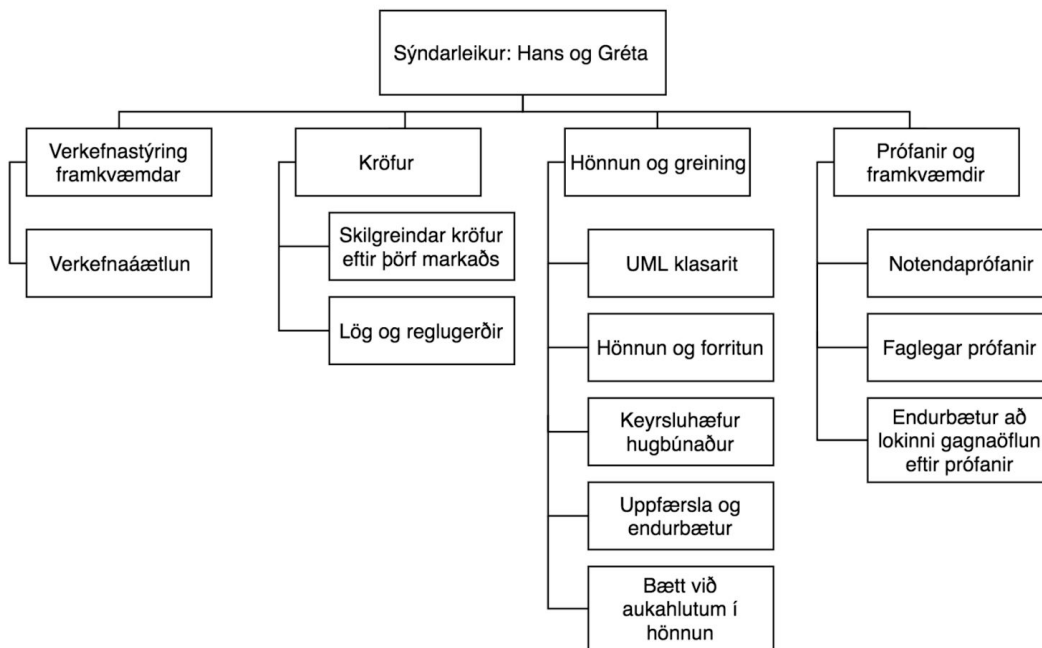 Sýndarleikur: Hans og Gréta
Verkefnastýring
framkvæmdar
Verkefnaáætlun
Kröfur
Skilgreindar kröfur
eftir þörf markaðs
Lög og reglugerðir
Hönnun og greining
UML klasarit
Hönnun og forritun
Keyrsluhæfur
hugbúnaður
Uppfærsla og
endurbætur
Bætt við
aukahlutum í
hönnun
Prófanir og
framkvæmdir
Notendaprófanir
Faglegar prófanir
Endurbætur að
lokinni gagnaöflun
eftir prófanir